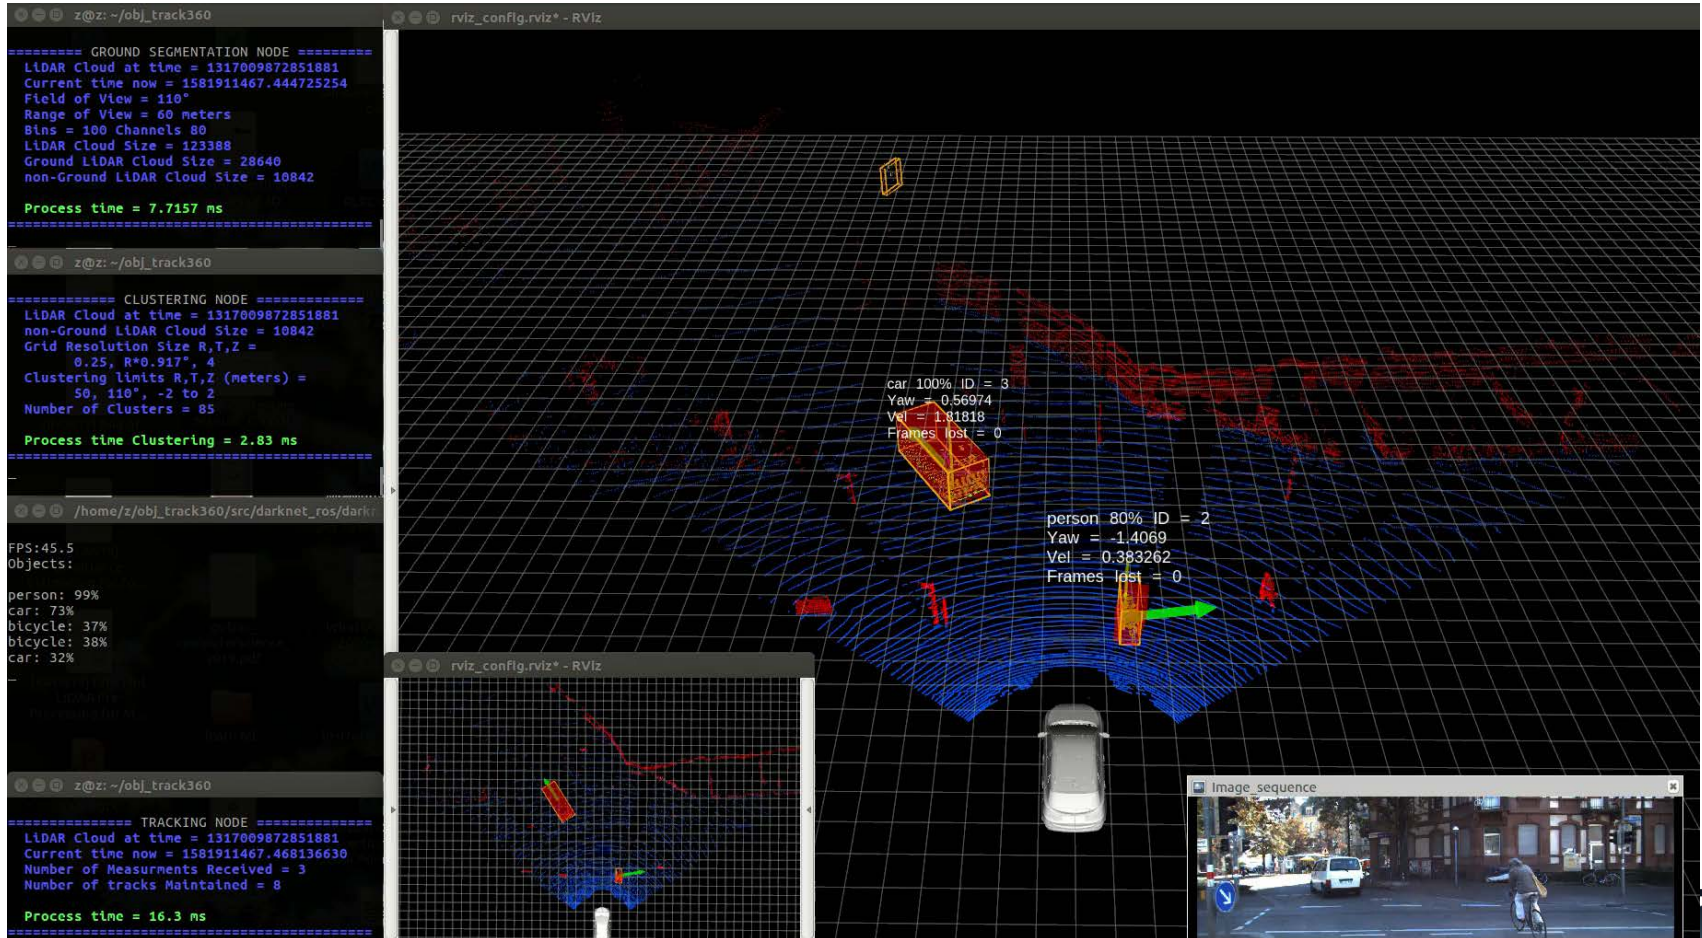 z@z: ~/obj_track360
========= GROUND SEGMENTATION NODE =========
LiDAR Cloud at time = 1317009872851881
Current time now = 1581911467.444725254
Field of View = 110°
Range of View = 60 meters
Bins = 100 Channels 80
LiDAR Cloud Size = 123388
Ground LiDAR Cloud Size = 28640
non-Ground LiDAR Cloud Size = 10842
Process time = 7.7157 ms
z@z: ~/obj_track360
============= CLUSTERING NODE =============
LiDAR Cloud at time = 1317009872851881
non-Ground LiDAR Cloud Size = 10842
Grid Resolution Size R,T,Z =
0.25, R*0.917°, 4
Clustering limits R,T,Z (meters) =
50, 110°, -2 to 2
Number of Clusters = 85
Process time Clustering = 2.83 ms
/home/z/obj_track360/src/darknet_ros/darkr
FPS:45.5
Objects:
person: 99%
car: 73%
bicycle: 37%
bicycle: 38%
car: 32%
z@z: ~/obj_track360
=============== TRACKING NODE ===============
LiDAR Cloud at time = 1317009872851881
Current time now = 1581911467.468136630
Number of Measurments Received = 3
Number of tracks Maintained = 8
Process time = 16.3 ms
rviz_config.rviz* - RViz
car 100% ID = 3
Yaw = 0.56974
Vel = 1.81818
Frames lost = 0
person 80% ID = 2
Yaw = -1.4069
Vel = 0.383262
Frames lost = 0
rviz_config.rviz* - RViz
Image_sequence